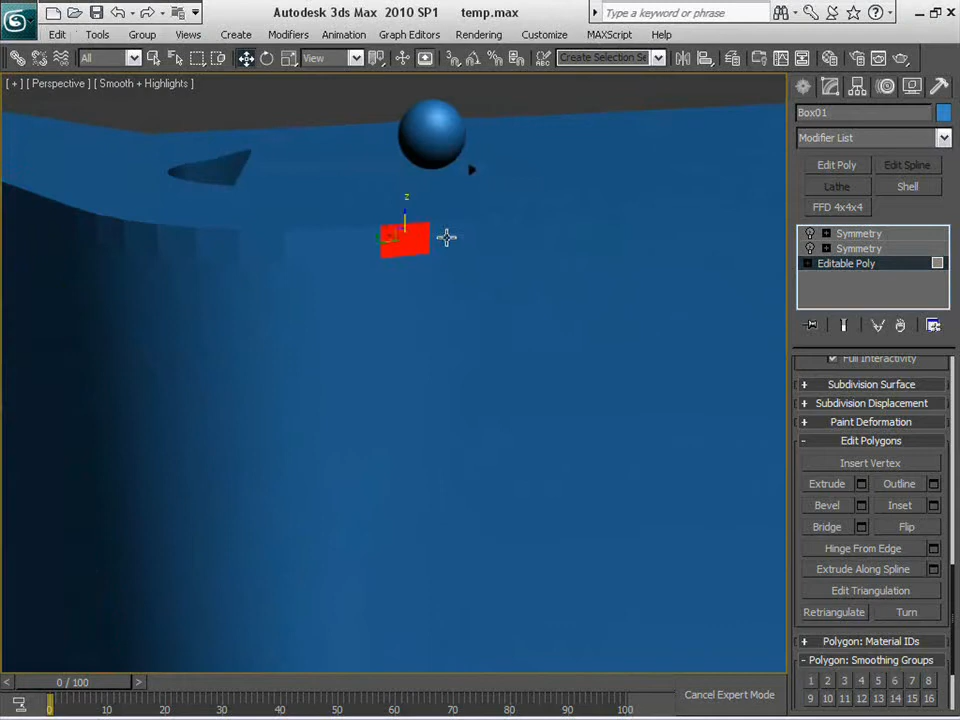 Autodesk 3ds Max 2010 SP1 temp.max
Type a keyword or phrase
Edit Tools Group Views Create Modifiers Animation Graph Editors Rendering Customize MAXScript Help
All View Create Selection Se
[ + ] [ Perspective ] [ Smooth + Highlights ]
Box01
Modifier List
Edit Poly Edit Spline
Lathe Shell
FFD 4x4x4
z
Symmetry
Symmetry
Editable Poly
Full Interactivity
+ Subdivision Surface
+ Subdivision Displacement
+ Paint Deformation
- Edit Polygons
Insert Vertex
Extrude Outline
Bevel Inset
Bridge Flip
Hinge From Edge
Extrude Along Spline
Edit Triangulation
Retriangulate Turn
+ Polygon: Material IDs
- Polygon: Smoothing Groups
1 2 3 4 5 6 7 8
9 10 11 12 13 14 15 16
< 0 / 100 >
0 10 20 30 40 50 60 70 80 90 100
Cancel Expert Mode